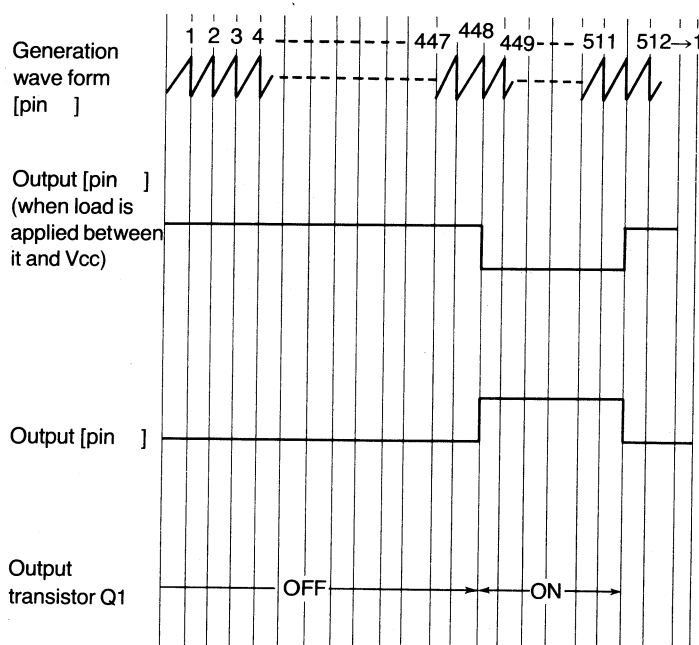 1 2 3 4 447 448 449 511 512→1
Generation
wave form
[pin ]
Output [pin ]
(when load is
applied between
it and Vcc)
Output [pin ]
Output
transistor Q1
OFF
ON